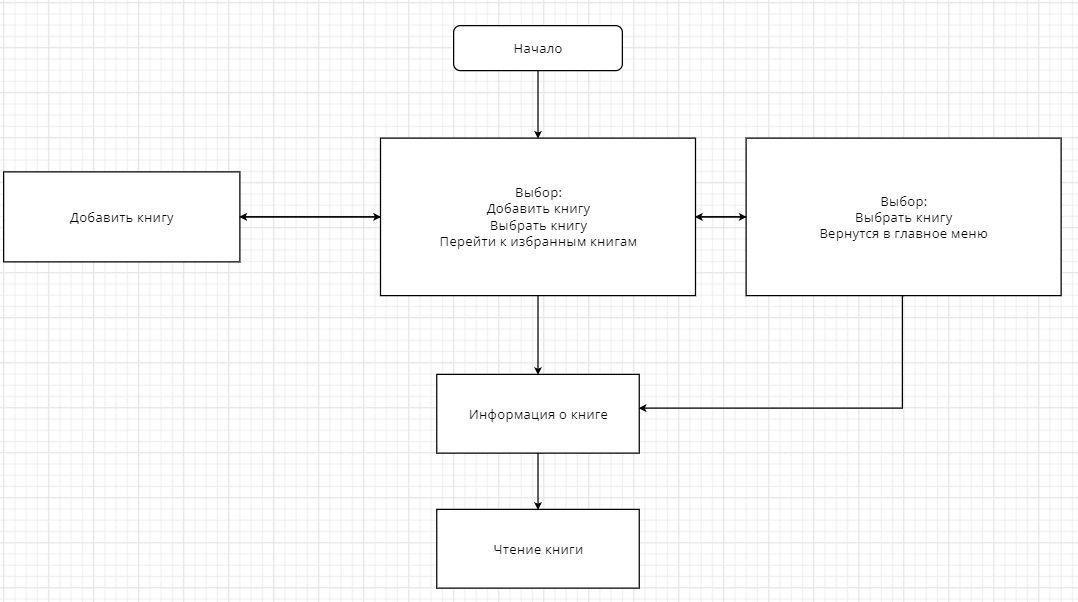 Начало
Добавить книгу
Выбор:
Добавить книгу
Выбрать книгу
Перейти к избранным книгам
Выбор:
Выбрать книгу
Вернутся в главное меню
Информация о книге
Чтение книги